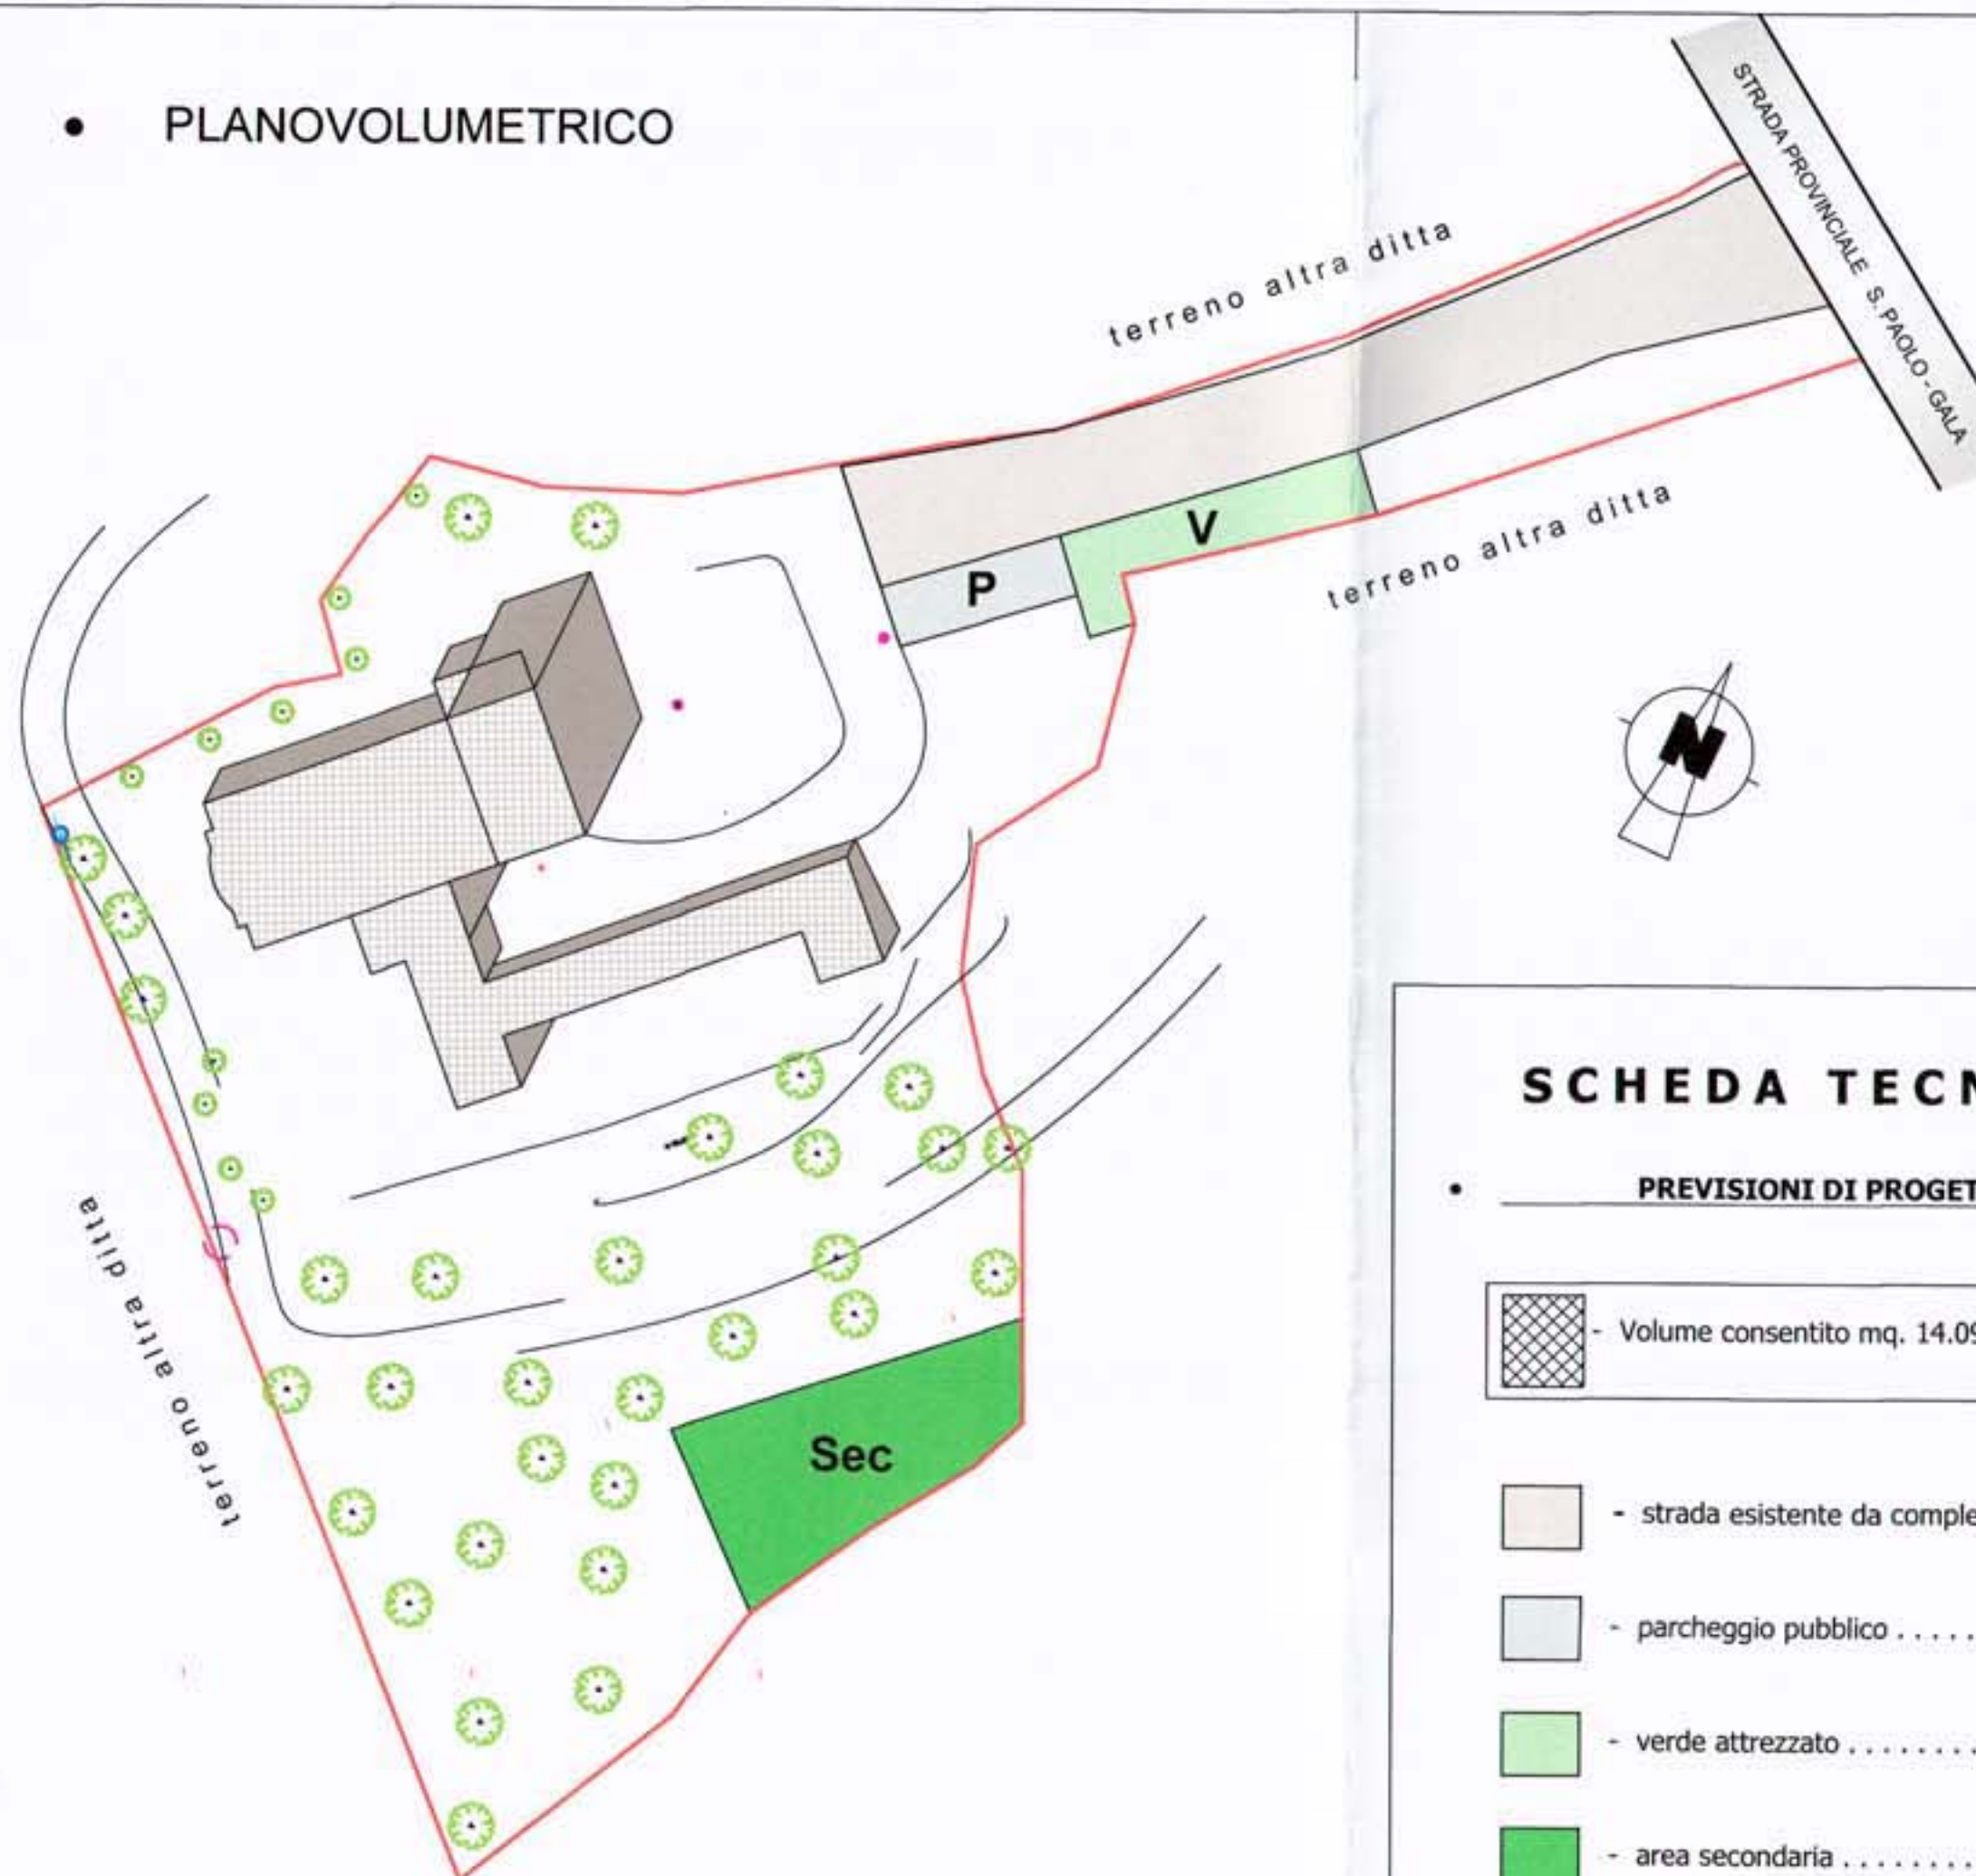 • PLANOVOLUMETRICO
STRADA PROVINCIALE S. PAOLO - GALA
terreno altra ditta
V
P
terreno altra ditta
N
terreno altra ditta
Sec
SCHEDA TECN
• PREVISIONI DI PROGET
- Volume consentito mq. 14.09
- strada esistente da comple
- parcheggio pubblico . . . . .
- verde attrezzato . . . . . . . .
- area secondaria . . . . . . . .